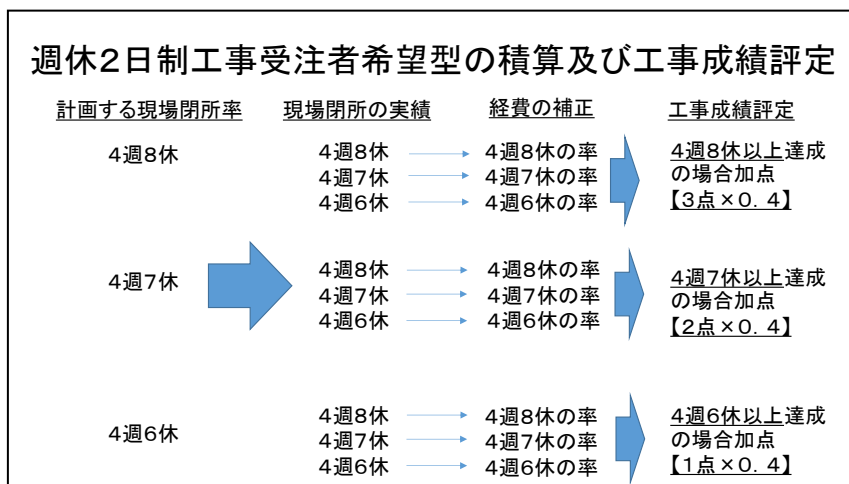 週休2日制工事受注者希望型の積算及び工事成績評定
計画する現場閉所率 現場閉所の実績 経費の補正 工事成績評定
4週8休
4週8休 4週8休の率
4週7休 4週7休の率
4週6休 4週6休の率
4週8休以上達成
の場合加点
【3点×0.4】
4週7休
4週8休 4週8休の率
4週7休 4週7休の率
4週6休 4週6休の率
4週7休以上達成
の場合加点
【2点×0.4】
4週6休
4週8休 4週8休の率
4週7休 4週7休の率
4週6休 4週6休の率
4週6休以上達成
の場合加点
【1点×0.4】